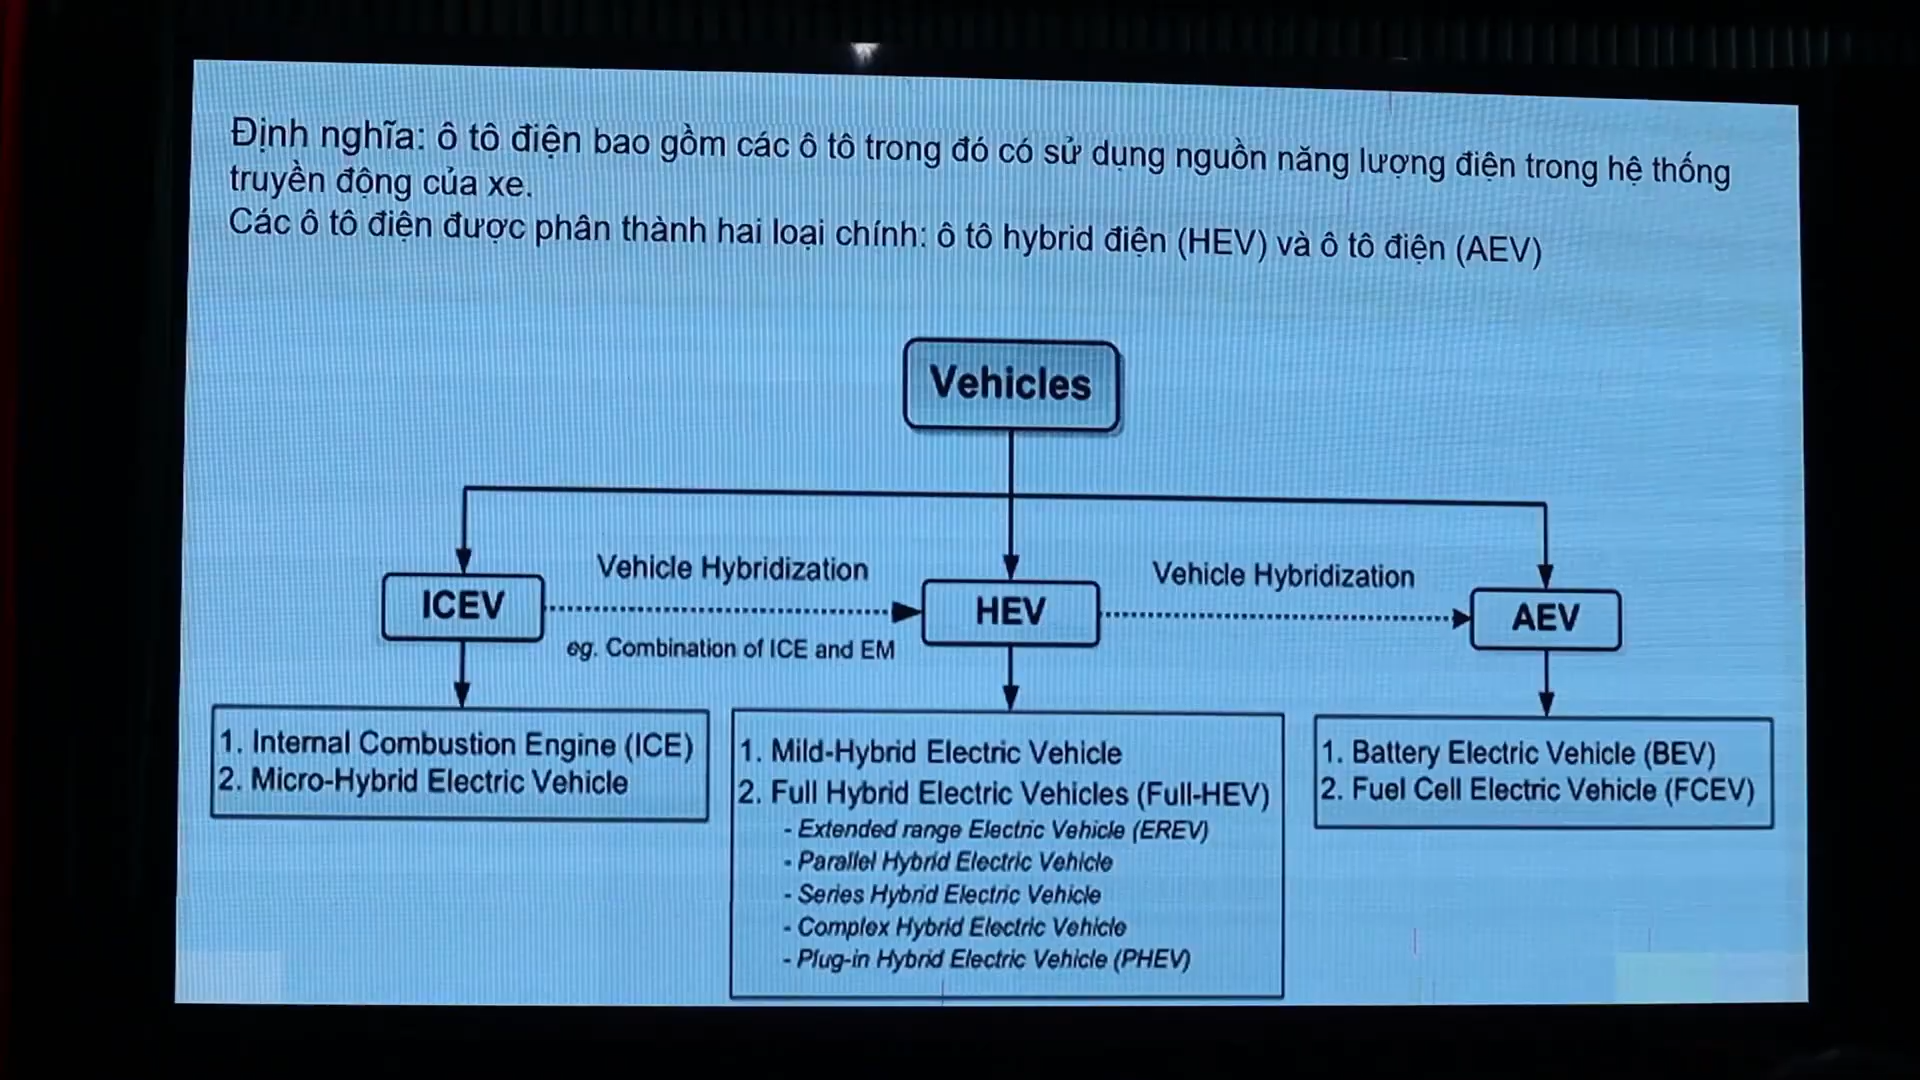 Định nghĩa: ô tô điện bao gồm các ô tô trong đó có sử dụng nguồn năng lượng điện trong hệ thống
truyền động của xe.
Các ô tô điện được phân thành hai loại chính: ô tô hybrid điện (HEV) và ô tô điện (AEV)
Vehicles
Vehicle Hybridization
Vehicle Hybridization
ICEV
HEV
AEV
eg. Combination of ICE and EM
1. Internal Combustion Engine (ICE)
2. Micro-Hybrid Electric Vehicle
1. Mild-Hybrid Electric Vehicle
2. Full Hybrid Electric Vehicles (Full-HEV)
- Extended range Electric Vehicle (EREV)
- Parallel Hybrid Electric Vehicle
- Series Hybrid Electric Vehicle
- Complex Hybrid Electric Vehicle
- Plug-in Hybrid Electric Vehicle (PHEV)
1. Battery Electric Vehicle (BEV)
2. Fuel Cell Electric Vehicle (FCEV)